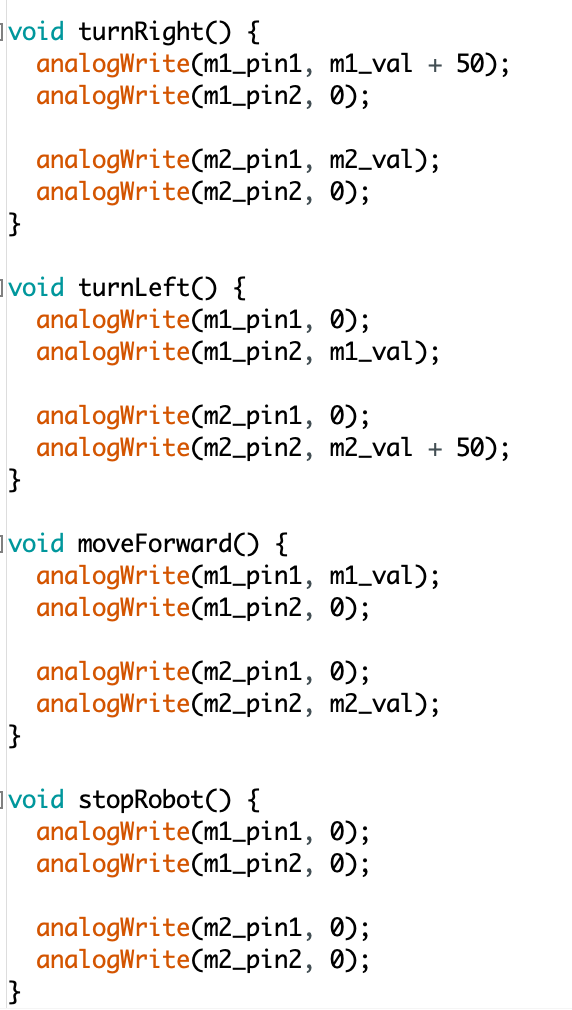 void turnRight() {
  analogWrite(m1_pin1, m1_val + 50);
  analogWrite(m1_pin2, 0);

  analogWrite(m2_pin1, m2_val);
  analogWrite(m2_pin2, 0);
}

void turnLeft() {
  analogWrite(m1_pin1, 0);
  analogWrite(m1_pin2, m1_val);

  analogWrite(m2_pin1, 0);
  analogWrite(m2_pin2, m2_val + 50);
}

void moveForward() {
  analogWrite(m1_pin1, m1_val);
  analogWrite(m1_pin2, 0);

  analogWrite(m2_pin1, 0);
  analogWrite(m2_pin2, m2_val);
}

void stopRobot() {
  analogWrite(m1_pin1, 0);
  analogWrite(m1_pin2, 0);

  analogWrite(m2_pin1, 0);
  analogWrite(m2_pin2, 0);
}